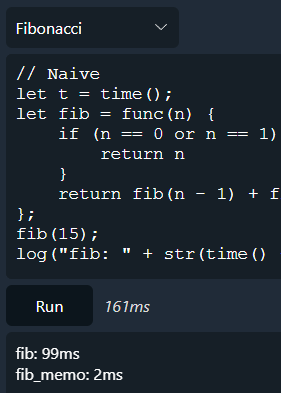 Fibonacci
// Naive
let t = time();
let fib = func(n) {
if (n == 0 or n == 1)
return n
}
return fib(n - 1) + f
};
fib(15);
log("fib: " + str(time()
Run 161ms
fib: 99ms
fib_memo: 2ms